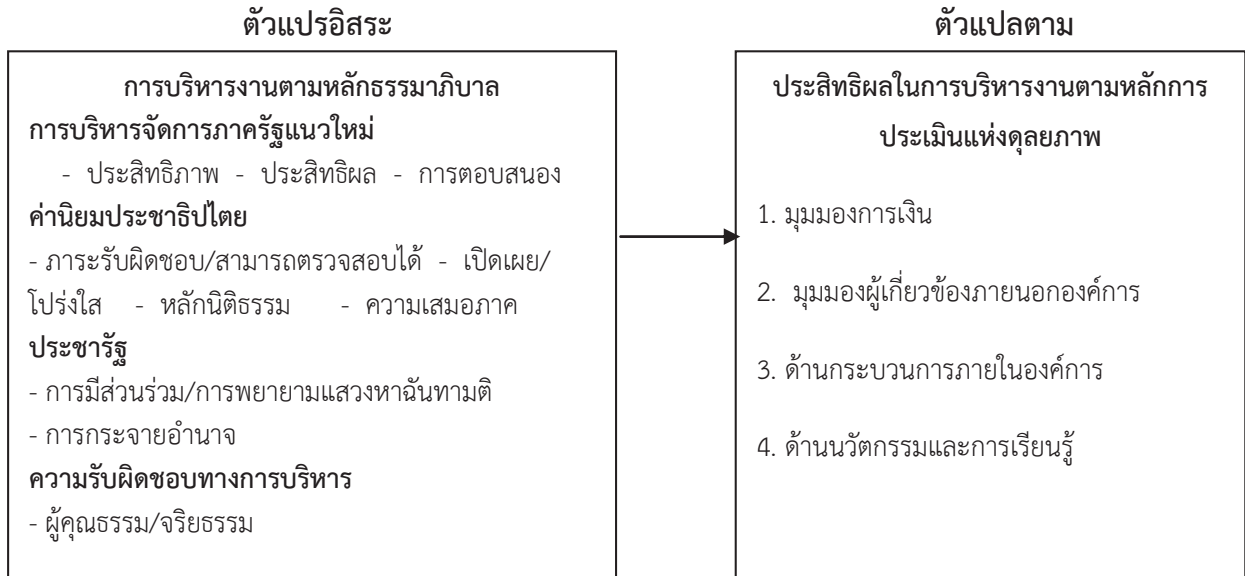 ตัวแปรอิสระ
การบริหารงานตามหลักธรรมาภิบาล
การบริหารจัดการภาครัฐแนวใหม่
- ประสิทธิภาพ - ประสิทธิผล - การตอบสนอง
ค่านิยมประชาธิปไตย
- ภาระรับผิดชอบ/สามารถตรวจสอบได้ - เปิดเผย/
โปร่งใส - หลักนิติธรรม - ความเสมอภาค
ประชารัฐ
- การมีส่วนร่วม/การพยายามแสวงหาฉันทามติ
- การกระจายอำนาจ
ความรับผิดชอบทางการบริหาร
- ผู้คุณธรรม/จริยธรรม
ตัวแปลตาม
ประสิทธิผลในการบริหารงานตามหลักการ
ประเมินแห่งดุลยภาพ
1. มุมมองการเงิน
2. มุมมองผู้เกี่ยวข้องภายนอกองค์การ
3. ด้านกระบวนการภายในองค์การ
4. ด้านนวัตกรรมและการเรียนรู้